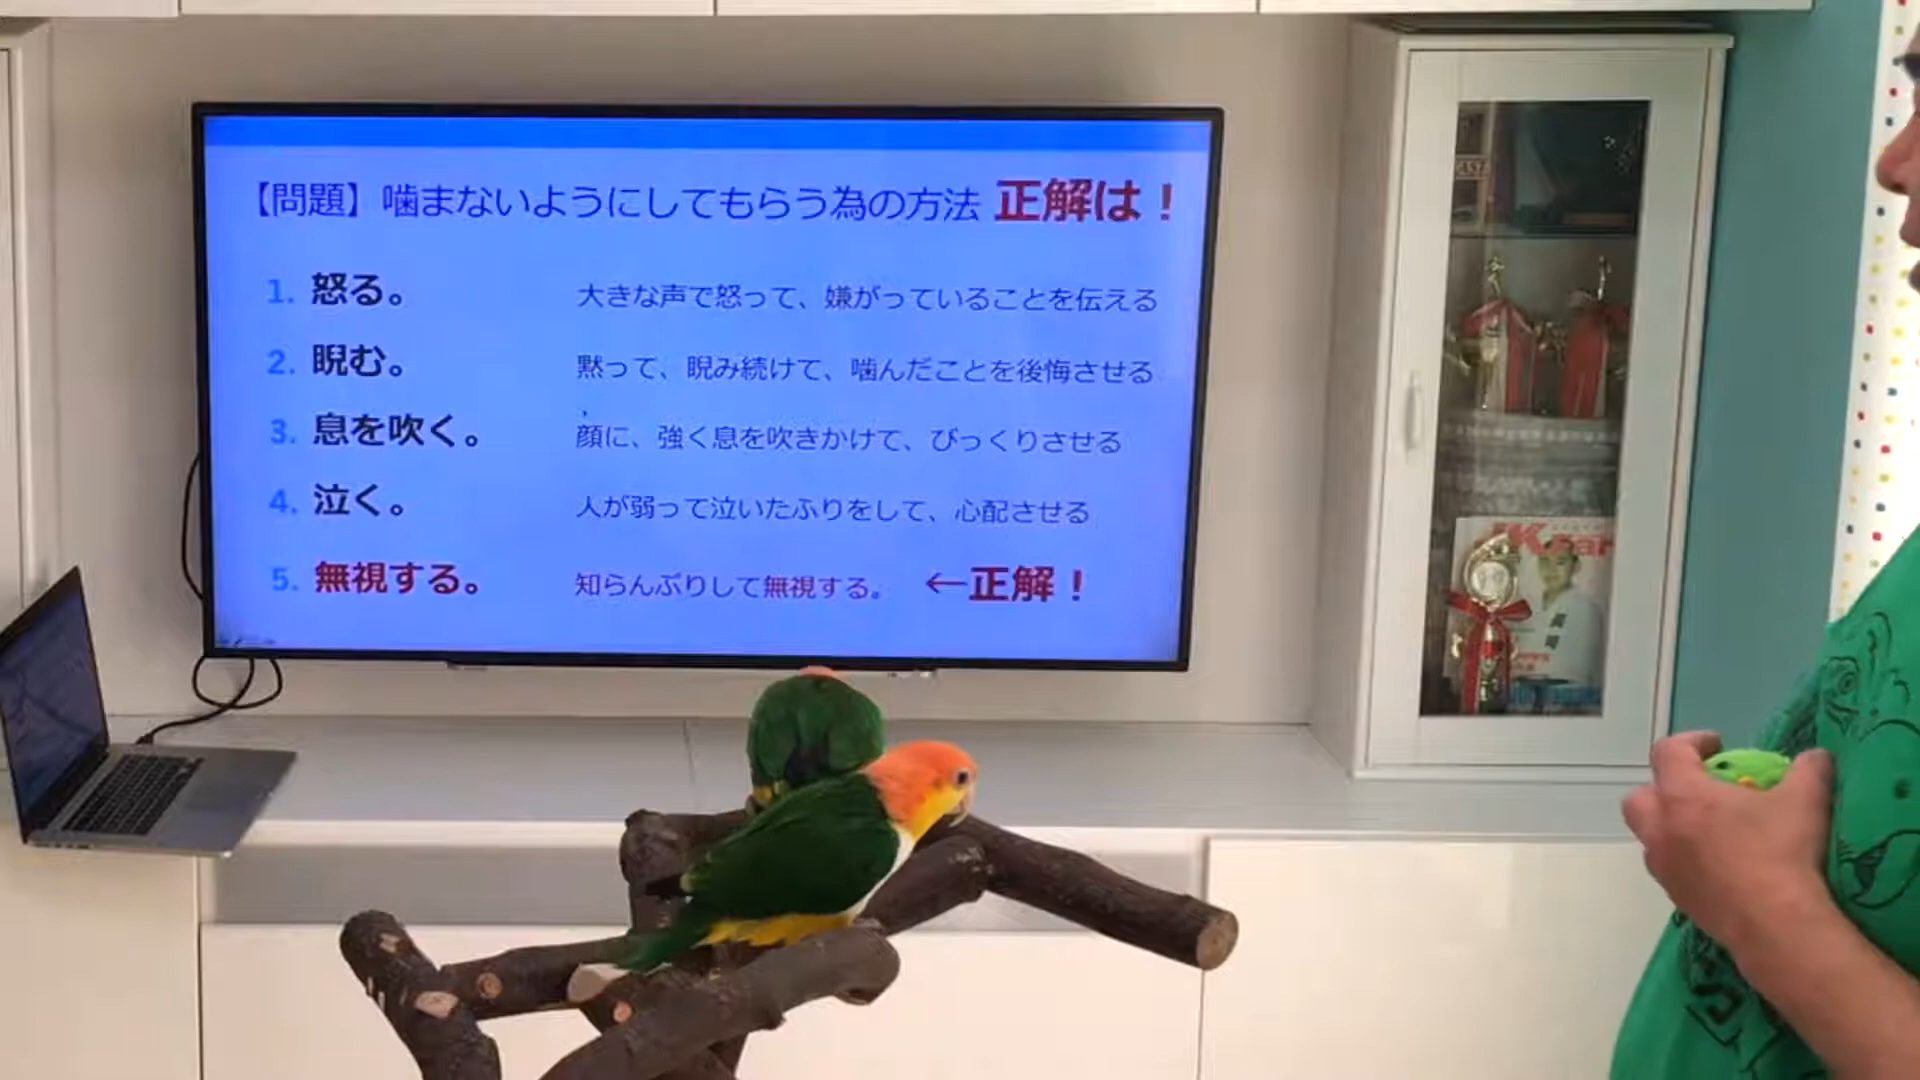 【問題】噛まないようにしてもらう為の方法 正解は！
1. 怒る。 大きな声で怒って、嫌がっていることを伝える
2. 睨む。 黙って、睨み続けて、噛んだことを後悔させる
3. 息を吹く。 顔に、強く息を吹きかけて、びっくりさせる
4. 泣く。 人が弱って泣いたふりをして、心配させる
5. 無視する。 知らんぷりして無視する。 ←正解！